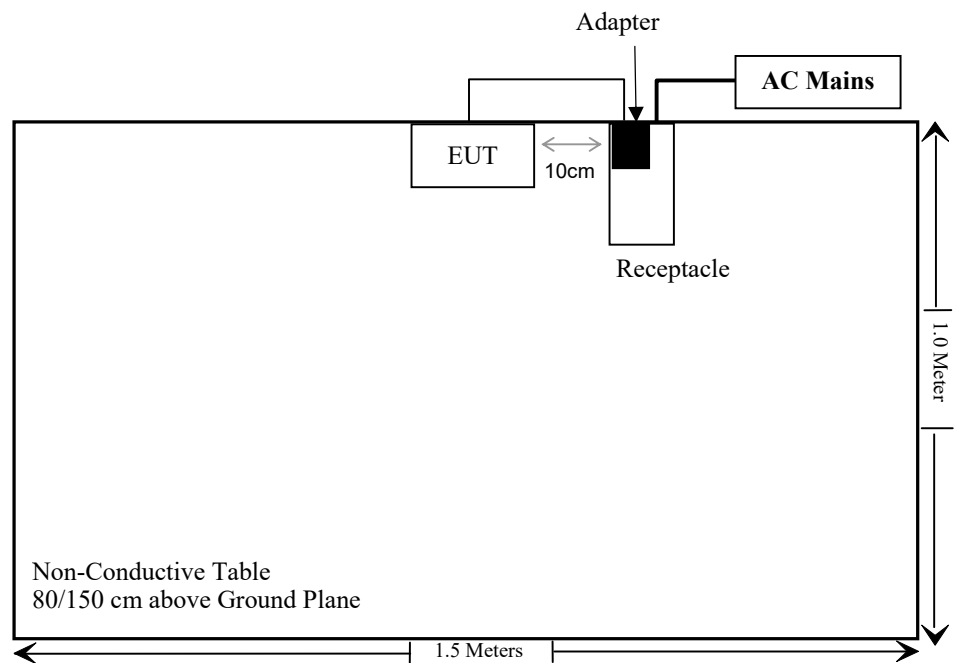 Adapter
AC Mains
EUT
10cm
Receptacle
1.0 Meter
Non-Conductive Table
80/150 cm above Ground Plane
1.5 Meters